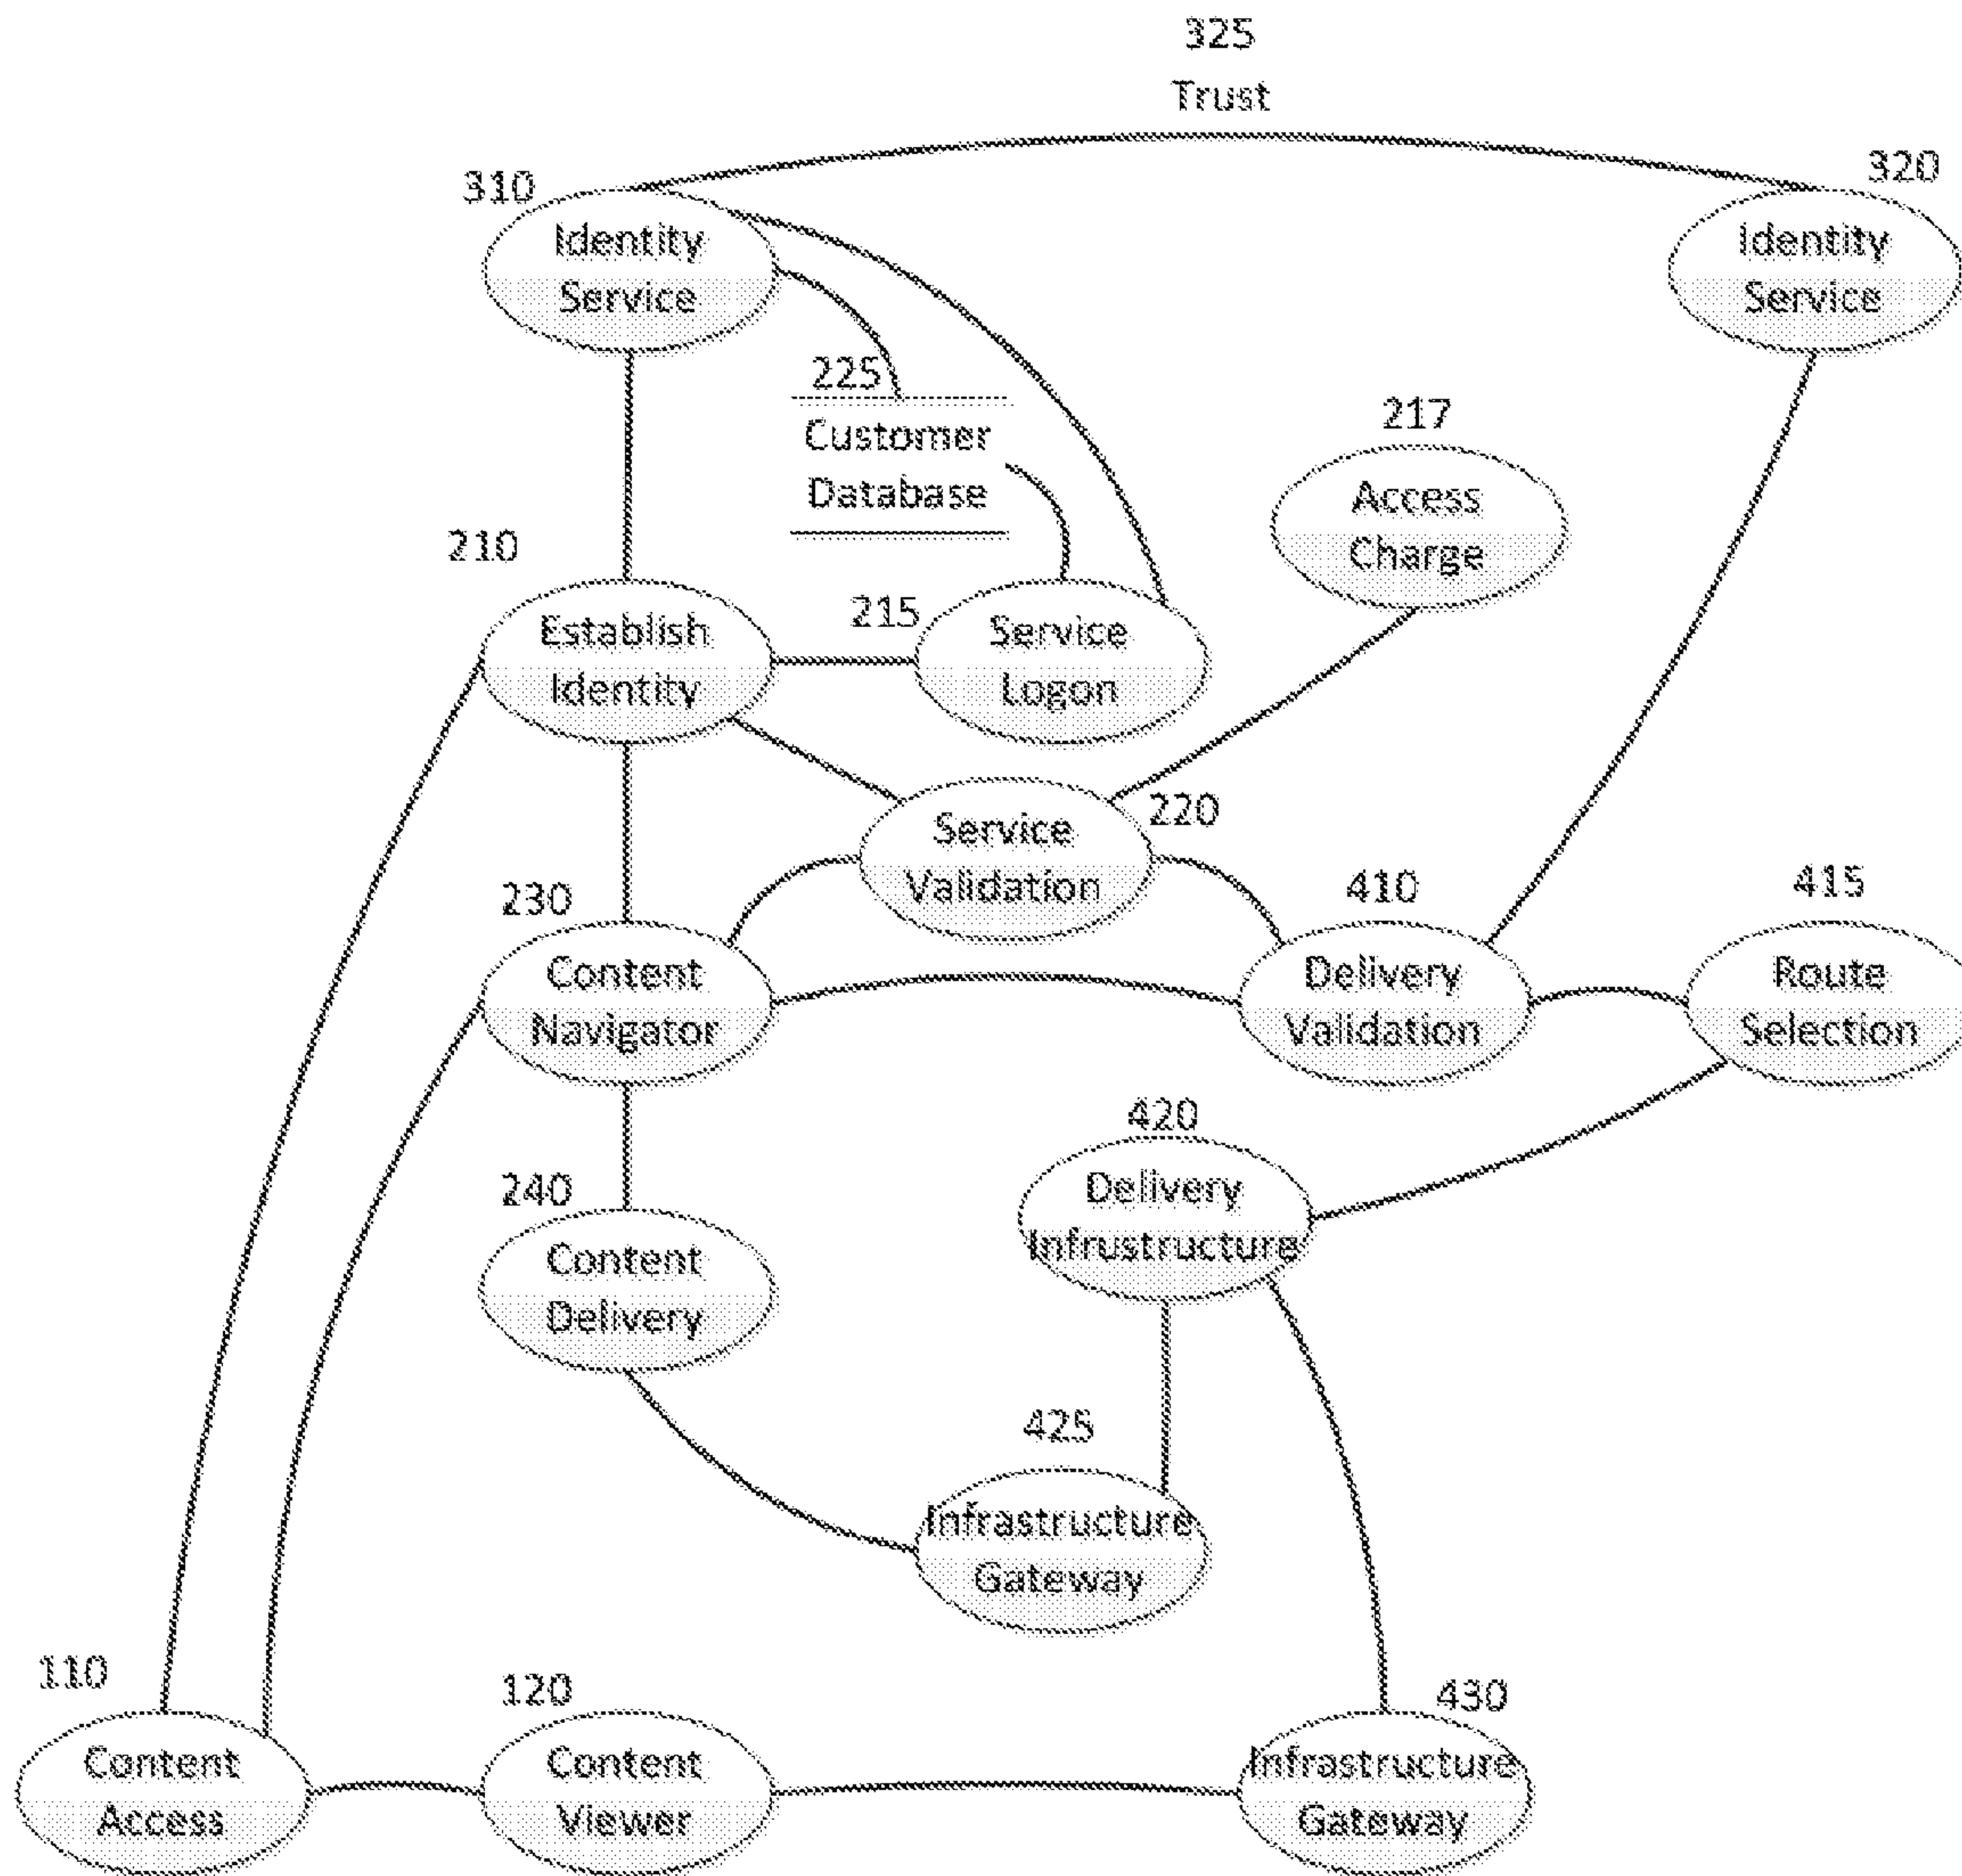 325
Trust
310
320
Identity
Service
Identity
Service
225
Customer
Database
217
Access
Charge
210
Establish
Identity
215
Service
Logon
Service
Validation
220
230
Content
Navigator
410
Delivery
Validation
415
Route
Selection
420
Delivery
Infrustructure
240
Content
Delivery
425
Infrastructure
Gateway
110
Content
Access
120
Content
Viewer
430
Infrastructure
Gateway